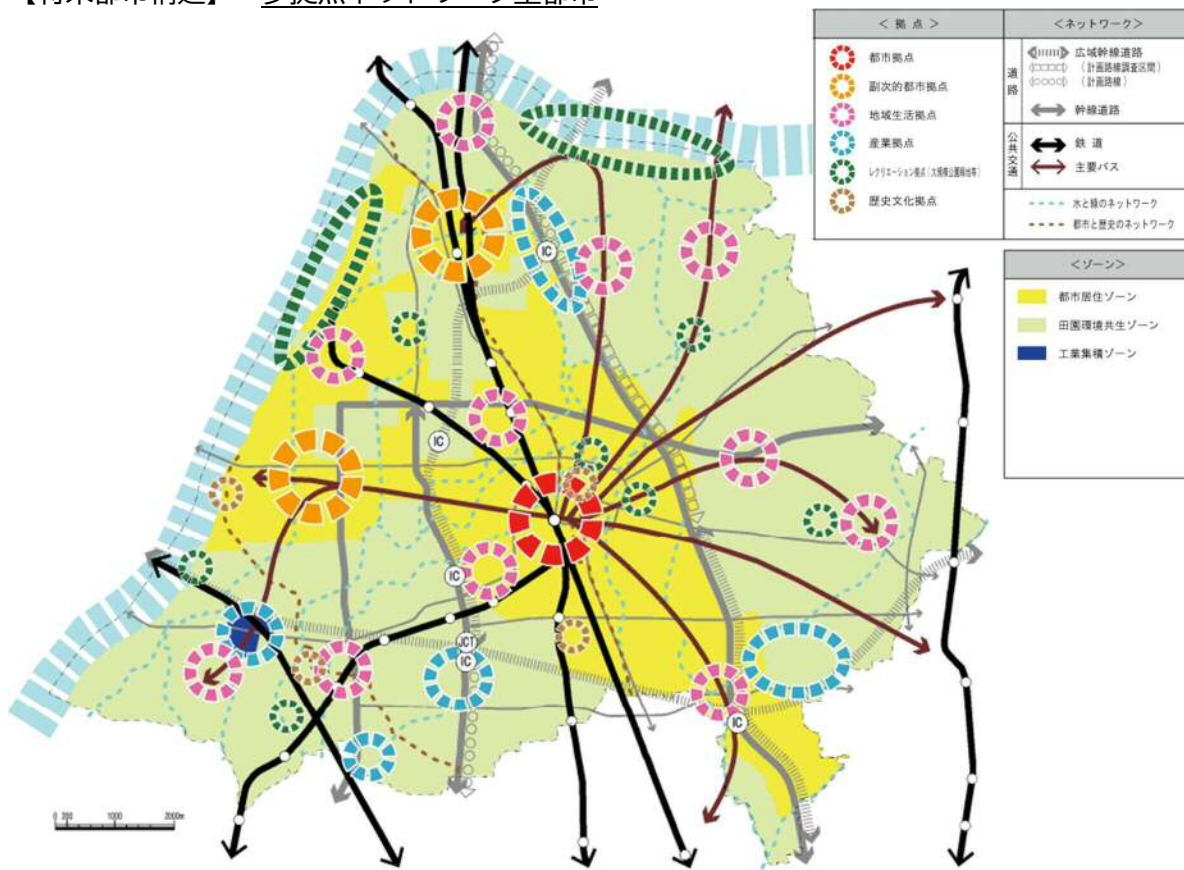 【将来都市構造】 多拠点ネットワーク型都市
＜ 拠 点 ＞
都市拠点
副次的都市拠点
地域生活拠点
産業拠点
レクリエーション拠点（大規模公園緑地等）
歴史文化拠点
＜ネットワーク＞
道路
広域幹線道路
（計画路線調査区間）
（計画路線）
幹線道路
公共交通
鉄 道
主要バス
水と緑のネットワーク
都市と歴史のネットワーク
＜ゾーン＞
都市居住ゾーン
田園環境共生ゾーン
工業集積ゾーン
IC
IC
IC
JCT
IC
IC
0 200 1000 2000m